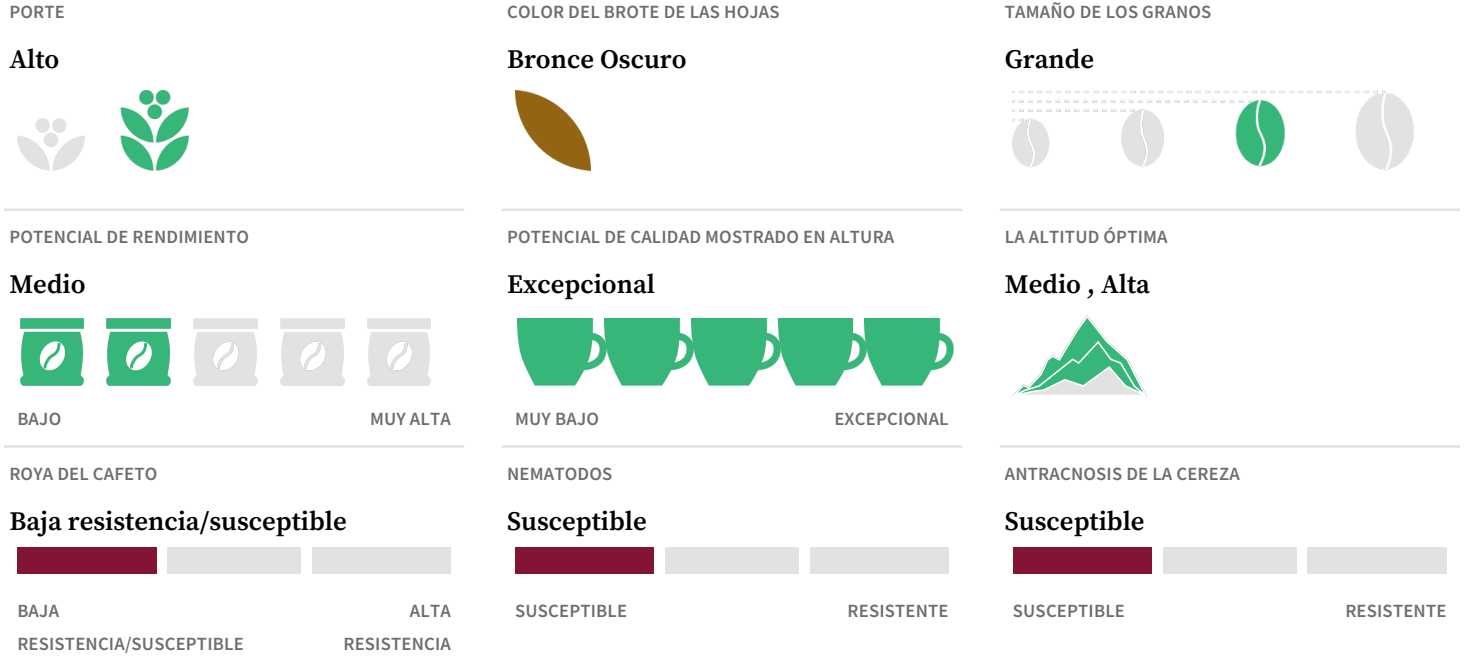 PORTE
Alto
COLOR DEL BROTE DE LAS HOJAS
Bronce Oscuro
TAMAÑO DE LOS GRANOS
Grande
POTENCIAL DE RENDIMIENTO
Medio
BAJO
MUY ALTA
POTENCIAL DE CALIDAD MOSTRADO EN ALTURA
Excepcional
MUY BAJO
EXCEPCIONAL
LA ALTITUD ÓPTIMA
Medio , Alta
ROYA DEL CAFETO
Baja resistencia/susceptible
BAJA
RESISTENCIA/SUSCEPTIBLE
ALTA
RESISTENCIA
NEMATODOS
Susceptible
SUSCEPTIBLE
RESISTENTE
ANTRACNOSIS DE LA CEREZA
Susceptible
SUSCEPTIBLE
RESISTENTE